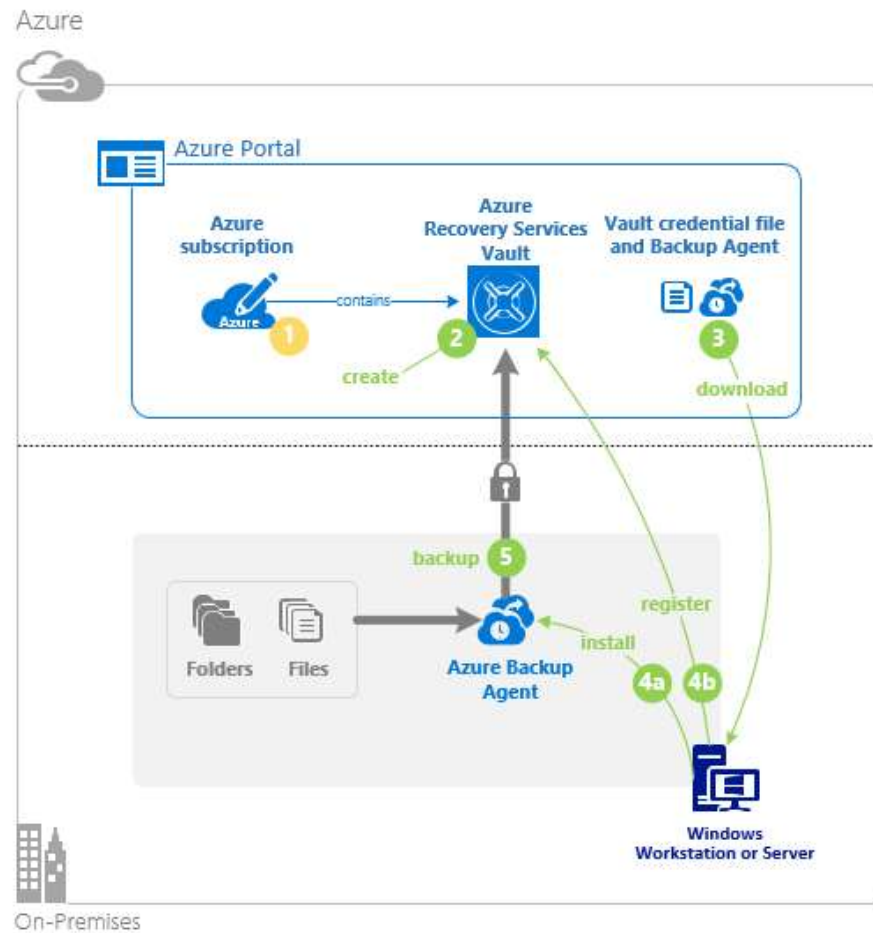 Azure
Azure Portal
Azure
subscription
Azure
Recovery Services
Vault
Vault credential file
and Backup Agent
contains
Azure
1
2
3
create
download
backup
5
register
install
Folders
Files
Azure Backup
Agent
4a
4b
Windows
Workstation or Server
On-Premises